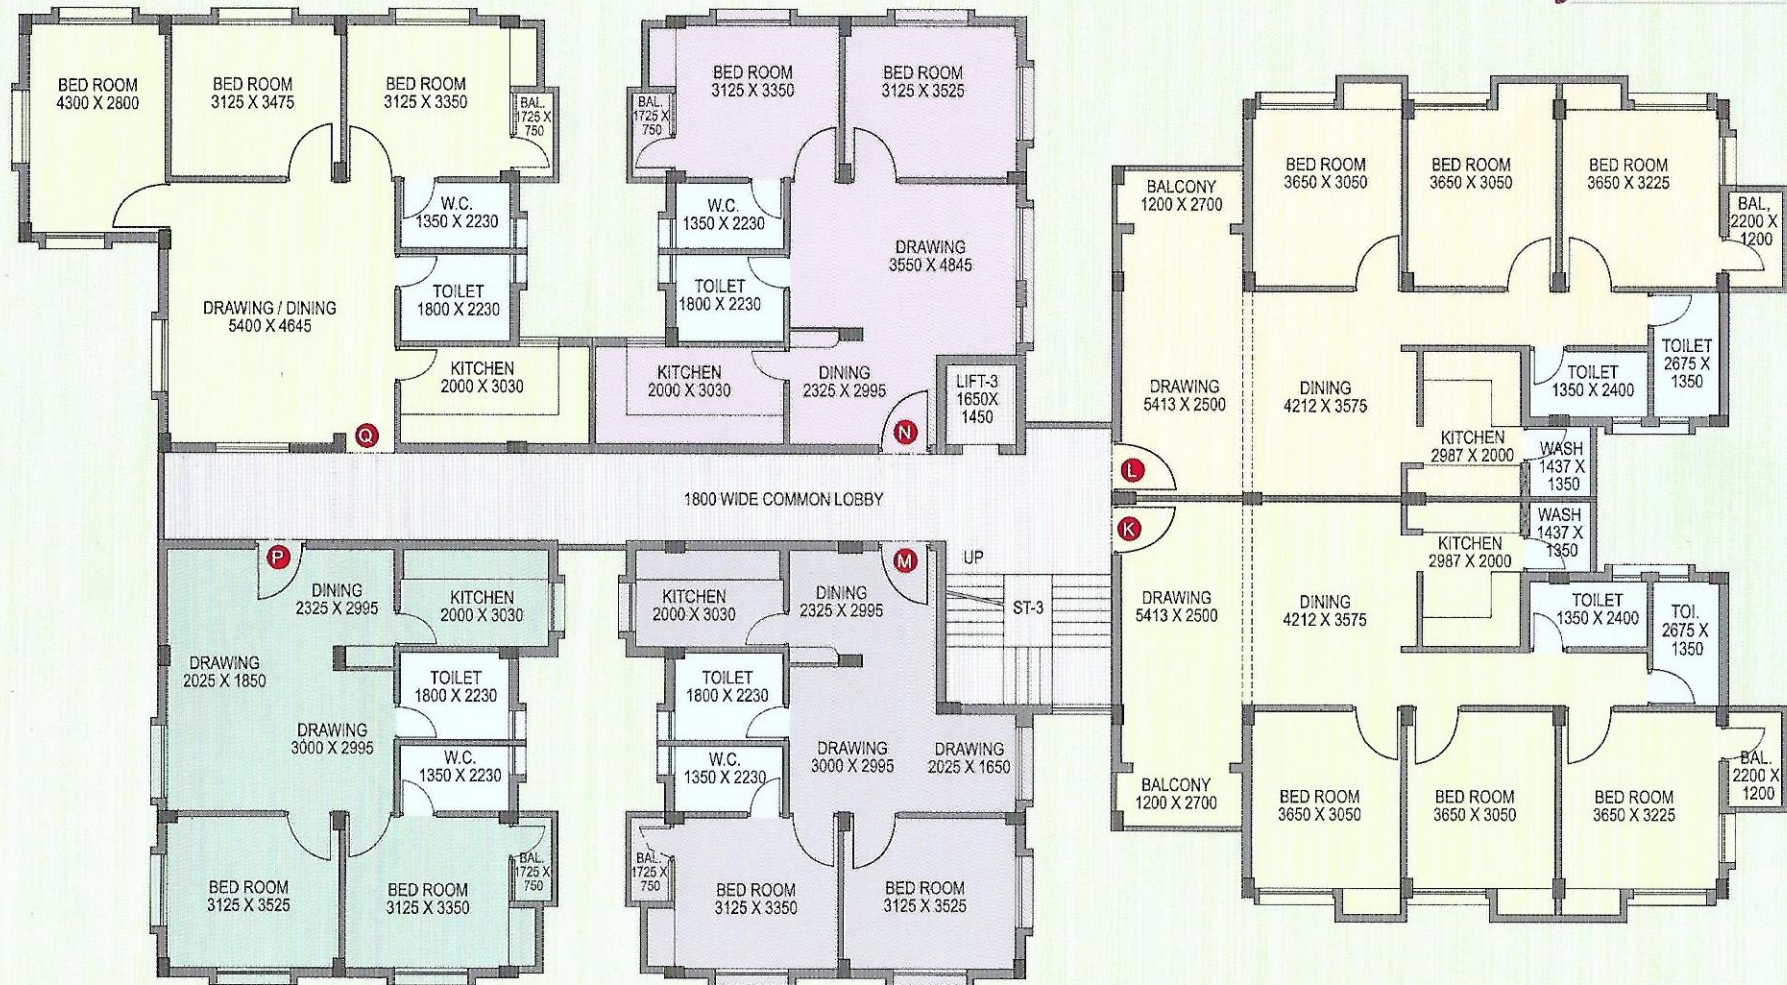 BED ROOM
4300 X 2800
BED ROOM
3125 X 3475
BED ROOM
3125 X 3350
BAL.
1725 X
750
W.C.
1350 X 2230
TOILET
1800 X 2230
DRAWING / DINING
5400 X 4645
KITCHEN
2000 X 3030
Q
BED ROOM
3125 X 3350
BED ROOM
3125 X 3525
BAL.
1725 X
750
W.C.
1350 X 2230
TOILET
1800 X 2230
DRAWING
3550 X 4845
KITCHEN
2000 X 3030
DINING
2325 X 2995
N
LIFT-3
1650X
1450
BED ROOM
3650 X 3050
BED ROOM
3650 X 3050
BED ROOM
3650 X 3225
BALCONY
1200 X 2700
BAL,
2200 X
1200
DRAWING
5413 X 2500
DINING
4212 X 3575
TOILET
1350 X 2400
TOILET
2675 X
1350
KITCHEN
2987 X 2000
WASH
1437 X
1350
L
1800 WIDE COMMON LOBBY
UP
ST-3
P
DINING
2325 X 2995
KITCHEN
2000 X 3030
DRAWING
2025 X 1850
TOILET
1800 X 2230
DRAWING
3000 X 2995
W.C.
1350 X 2230
BED ROOM
3125 X 3525
BED ROOM
3125 X 3350
BAL.
1725 X
750
KITCHEN
2000 X 3030
DINING
2325 X 2995
M
TOILET
1800 X 2230
W.C.
1350 X 2230
DRAWING
3000 X 2995
DRAWING
2025 X 1650
BAL.
1725 X
750
BED ROOM
3125 X 3350
BED ROOM
3125 X 3525
K
WASH
1437 X
1350
KITCHEN
2987 X 2000
DRAWING
5413 X 2500
DINING
4212 X 3575
TOILET
1350 X 2400
TOI.
2675 X
1350
BALCONY
1200 X 2700
BED ROOM
3650 X 3050
BED ROOM
3650 X 3050
BED ROOM
3650 X 3225
BAL.
2200 X
1200